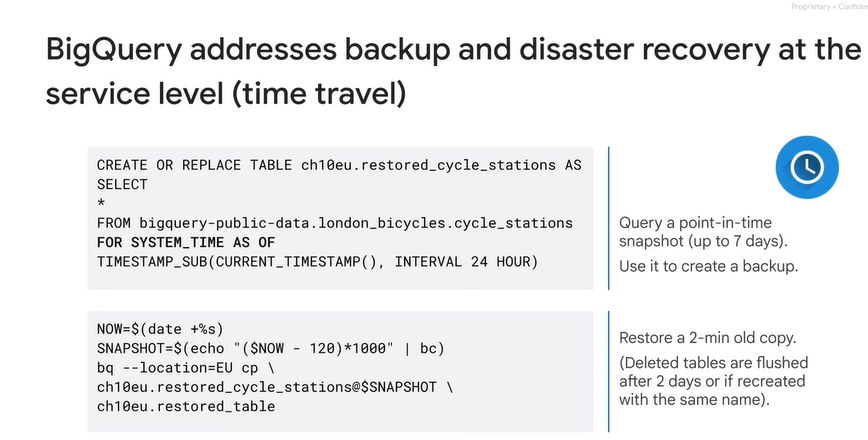 Proprietary + Confiden
BigQuery addresses backup and disaster recovery at the
service level (time travel)
CREATE OR REPLACE TABLE ch10eu.restored_cycle_stations AS
SELECT
*
FROM bigquery-public-data.london_bicycles.cycle_stations
FOR SYSTEM_TIME AS OF
TIMESTAMP_SUB(CURRENT_TIMESTAMP(), INTERVAL 24 HOUR)
Query a point-in-time
snapshot (up to 7 days).
Use it to create a backup.
NOW=$(date +%s)
SNAPSHOT=$(echo "($NOW - 120)*1000" | bc)
bq --location=EU cp \
ch10eu.restored_cycle_stations@$SNAPSHOT \
ch10eu.restored_table
Restore a 2-min old copy.
(Deleted tables are flushed
after 2 days or if recreated
with the same name).